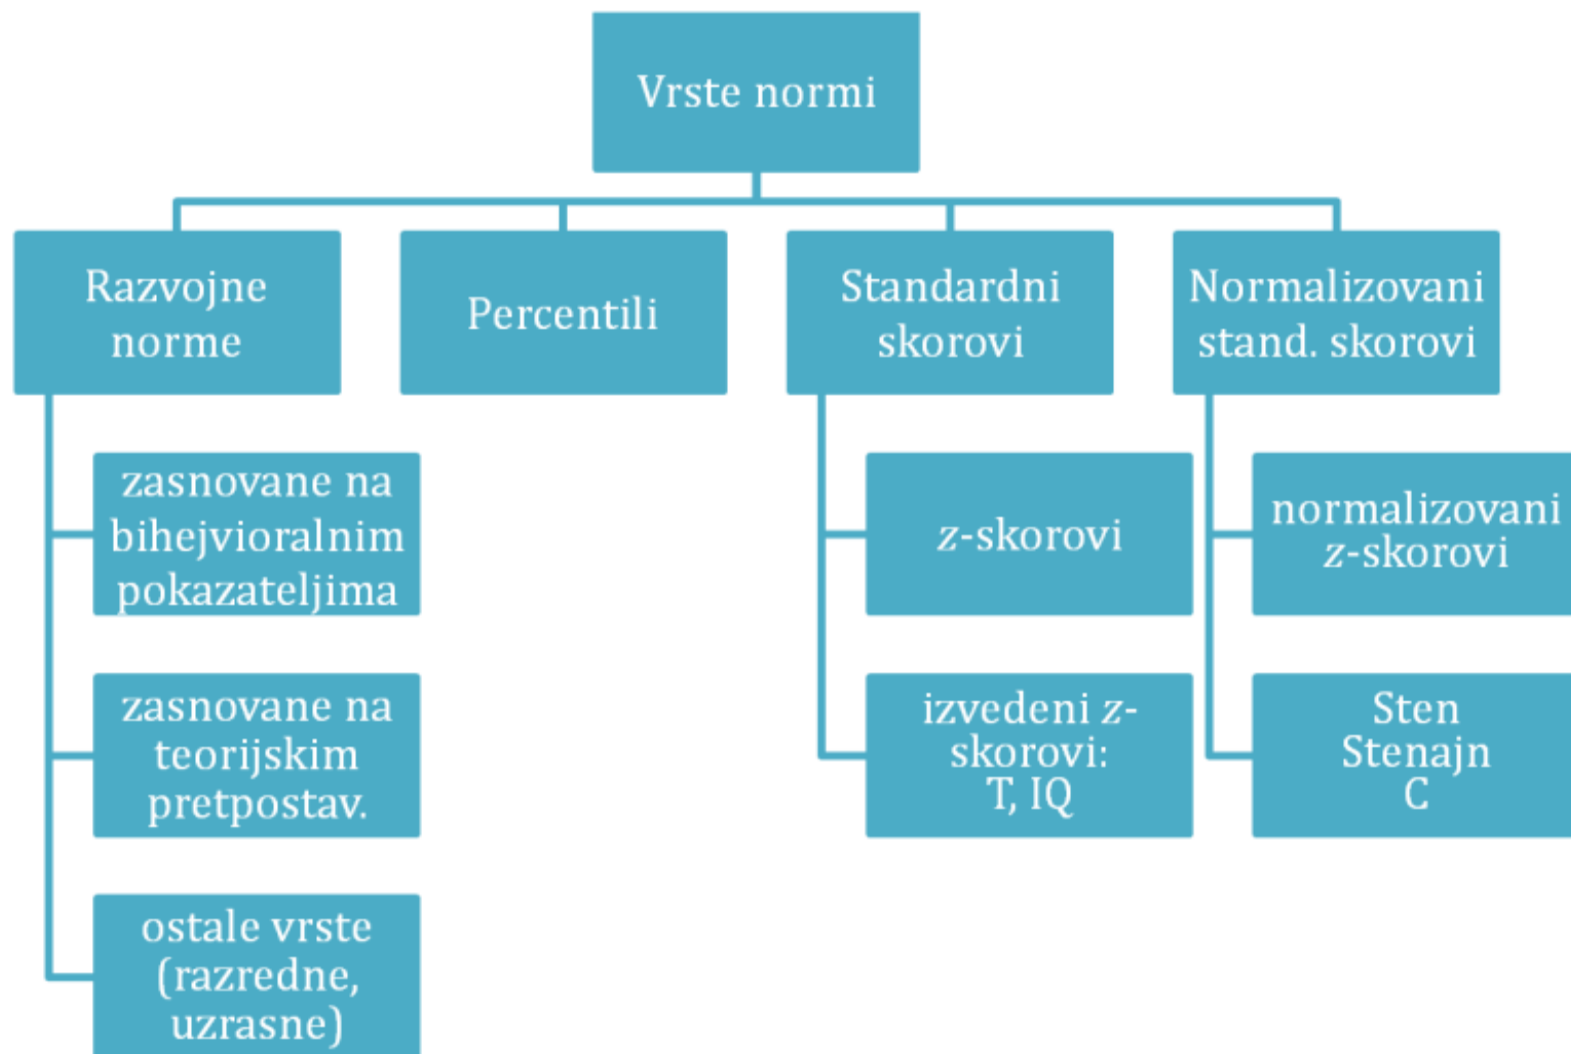 Vrste normi
Razvojne
norme
Percentili
Standardni
skorovi
Normalizovani
stand. skorovi
zasnovane na
bihejvioralnim
pokazateljima
zasnovane na
teorijskim
pretpostav.
ostale vrste
(razredne,
uzrasne)
z-skorovi
izvedeni z-
skorovi:
T, IQ
normalizovani
z-skorovi
Sten
Stenajn
C